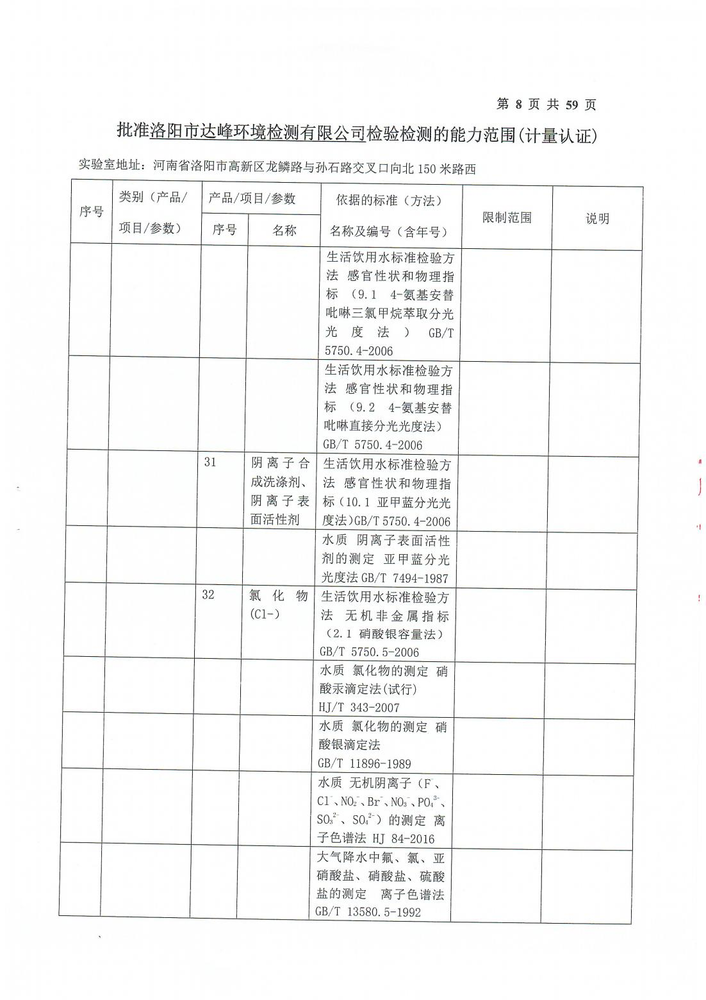 第 8 页 共 59 页
批准洛阳市达峰环境检测有限公司检验检测的能力范围(计量认证)
实验室地址：河南省洛阳市高新区龙鳞路与孙石路交叉口向北 150 米路西
序号
类别（产品/
项目/参数）
产品/项目/参数
序号
名称
依据的标准（方法）
名称及编号（含年号）
限制范围
说明
生活饮用水标准检验方
法 感官性状和物理指
标 （9.1 4-氨基安替
吡啉三氯甲烷萃取分光
光 度 法 ） GB/T
5750.4-2006
生活饮用水标准检验方
法 感官性状和物理指
标 （9.2 4-氨基安替
吡啉直接分光光度法）
GB/T 5750.4-2006
31
阴离子合
成洗涤剂、
阴离子表
面活性剂
生活饮用水标准检验方
法 感官性状和物理指
标（10.1 亚甲蓝分光光
度法)GB/T 5750.4-2006
水质 阴离子表面活性
剂的测定 亚甲蓝分光
光度法 GB/T 7494-1987
32
氯 化 物
(Cl-)
生活饮用水标准检验方
法 无机非金属指标
（2.1 硝酸银容量法）
GB/T 5750.5-2006
水质 氯化物的测定 硝
酸汞滴定法(试行)
HJ/T 343-2007
水质 氯化物的测定 硝
酸银滴定法
GB/T 11896-1989
水质 无机阴离子（F⁻、
Cl⁻、NO₂⁻、Br⁻、NO₃⁻、PO₄³⁻、
SO₃²⁻、SO₄²⁻）的测定 离
子色谱法 HJ 84-2016
大气降水中氟、氯、亚
硝酸盐、硝酸盐、硫酸
盐的测定 离子色谱法
GB/T 13580.5-1992